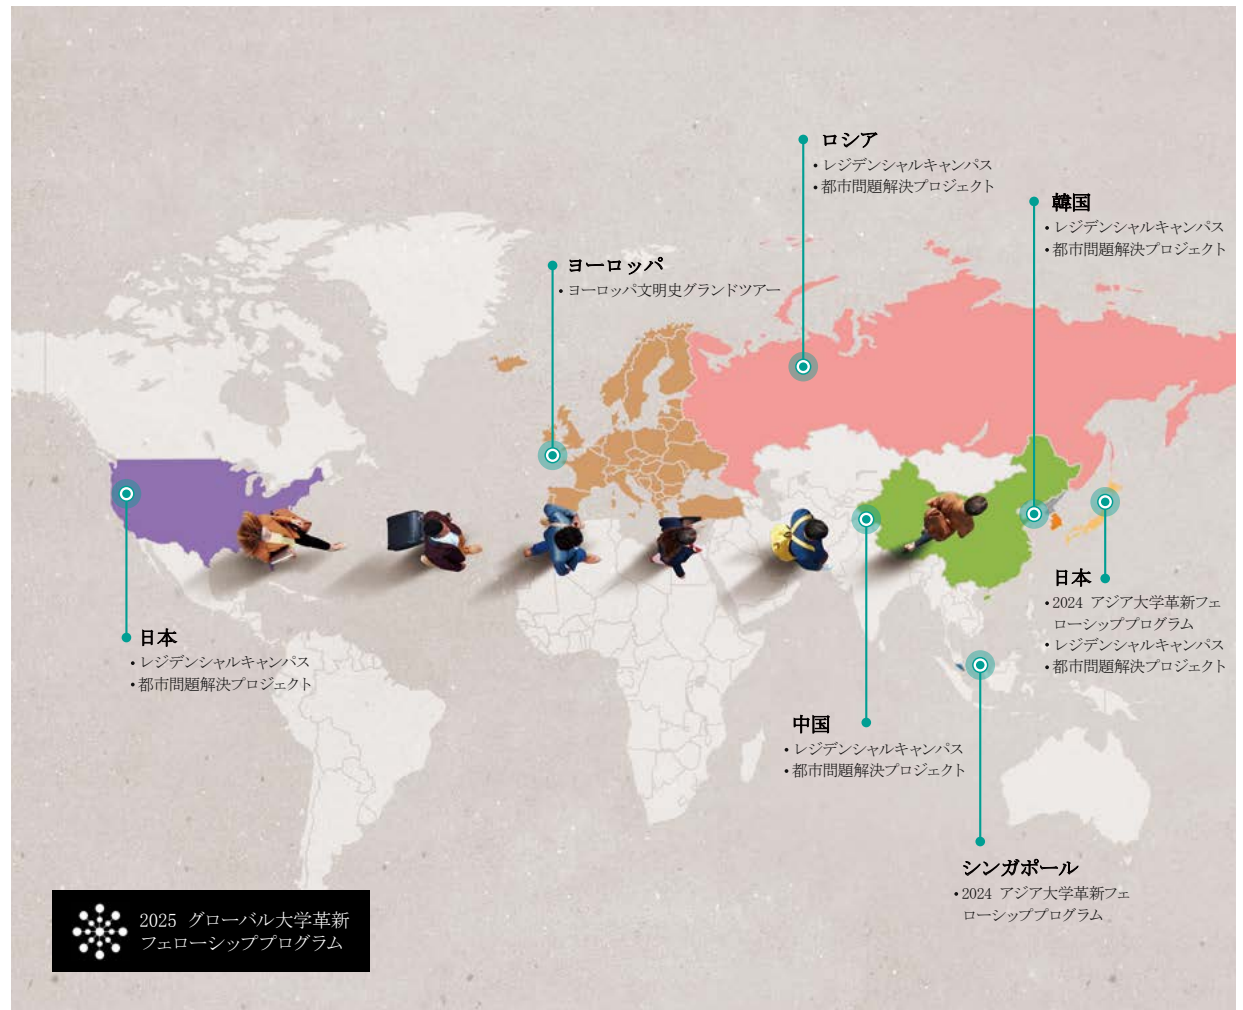 ロシア
• レジデンシャルキャンパス
• 都市問題解決プロジェクト
韓国
• レジデンシャルキャンパス
• 都市問題解決プロジェクト
ヨーロッパ
• ヨーロッパ文明史グランドツアー
日本
• 2024 アジア大学革新フェ
ローシッププログラム
• レジデンシャルキャンパス
• 都市問題解決プロジェクト
日本
• レジデンシャルキャンパス
• 都市問題解決プロジェクト
中国
• レジデンシャルキャンパス
• 都市問題解決プロジェクト
シンガポール
• 2024 アジア大学革新フェ
ローシッププログラム
2025 グローバル大学革新
フェローシッププログラム